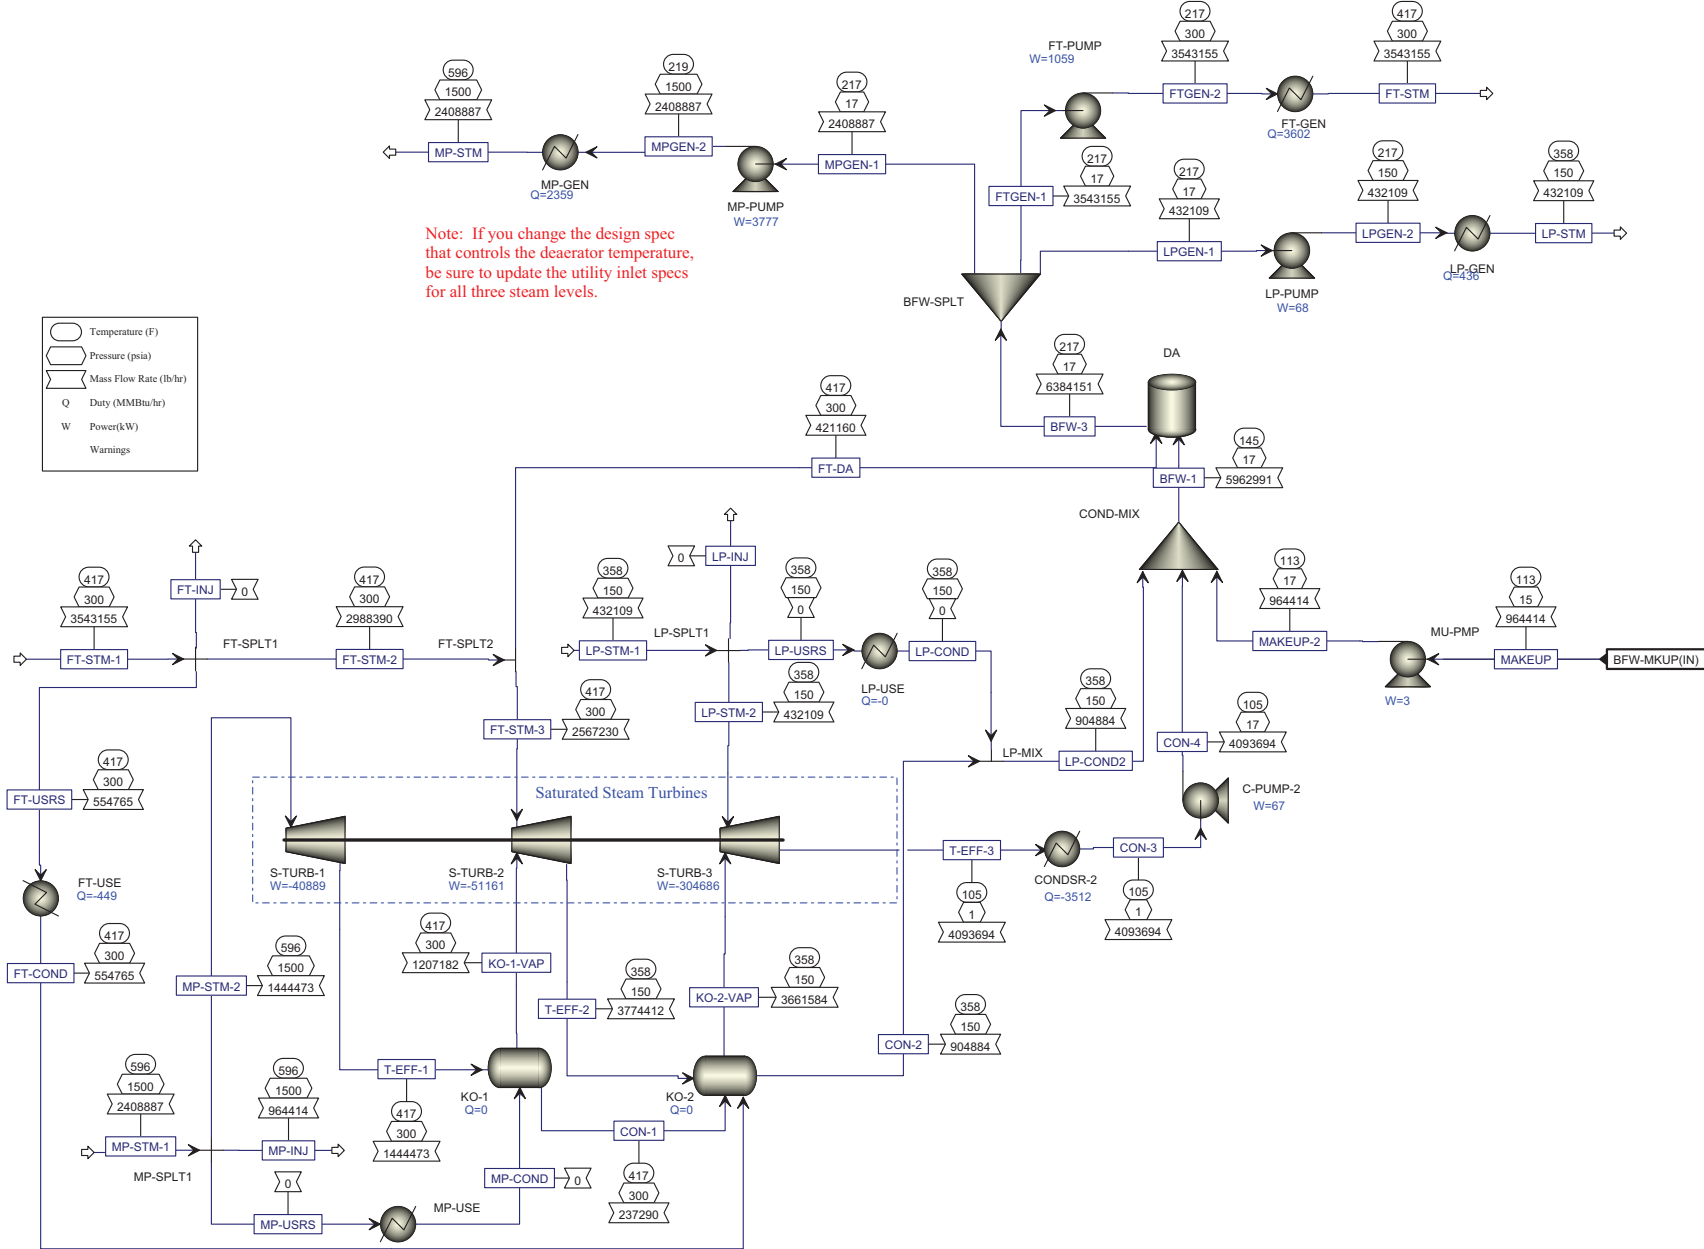 217
300
3543155
417
300
3543155
FT-PUMP
W=1059
FTGEN-2
FT-STM
FT-GEN
Q=3602
596
1500
2408887
219
1500
2408887
217
17
2408887
MP-STM
MPGEN-2
MPGEN-1
MP-GEN
Q=2359
MP-PUMP
W=3777
217
17
3543155
FTGEN-1
217
17
432109
217
150
432109
358
150
432109
LPGEN-1
LPGEN-2
LP-STM
LP-GEN
Q=436
LP-PUMP
W=68
BFW-SPLT
Note: If you change the design spec
that controls the deaerator temperature,
be sure to update the utility inlet specs
for all three steam levels.
Temperature (F)
Pressure (psia)
Mass Flow Rate (lb/hr)
Q Duty (MMBtu/hr)
W Power(kW)
Warnings
217
17
6384151
BFW-3
DA
417
300
421160
FT-DA
145
17
5962991
BFW-1
COND-MIX
417
300
3543155
FT-STM-1
FT-INJ
0
FT-SPLT1
417
300
2988390
FT-STM-2
FT-SPLT2
358
150
432109
LP-STM-1
LP-INJ
0
LP-SPLT1
358
150
0
LP-USRS
358
150
0
LP-COND
LP-USE
Q=-0
113
17
964414
MAKEUP-2
MU-PMP
W=3
113
15
964414
MAKEUP
BFW-MKUP(IN)
417
300
2567230
FT-STM-3
358
150
432109
LP-STM-2
LP-MIX
358
150
904884
LP-COND2
105
17
4093694
CON-4
C-PUMP-2
W=67
417
300
554765
FT-USRS
Saturated Steam Turbines
S-TURB-1
W=-40889
S-TURB-2
W=-51161
S-TURB-3
W=-304686
T-EFF-3
105
1
4093694
CONDSR-2
Q=-3512
CON-3
105
1
4093694
FT-USE
Q=-449
417
300
554765
FT-COND
596
1500
1444473
MP-STM-2
417
300
1207182
KO-1-VAP
358
150
3774412
T-EFF-2
358
150
3661584
KO-2-VAP
358
150
904884
CON-2
T-EFF-1
417
300
1444473
KO-1
Q=0
KO-2
Q=0
CON-1
417
300
237290
596
1500
2408887
MP-STM-1
MP-SPLT1
596
1500
964414
MP-INJ
0
MP-USRS
MP-USE
MP-COND
0